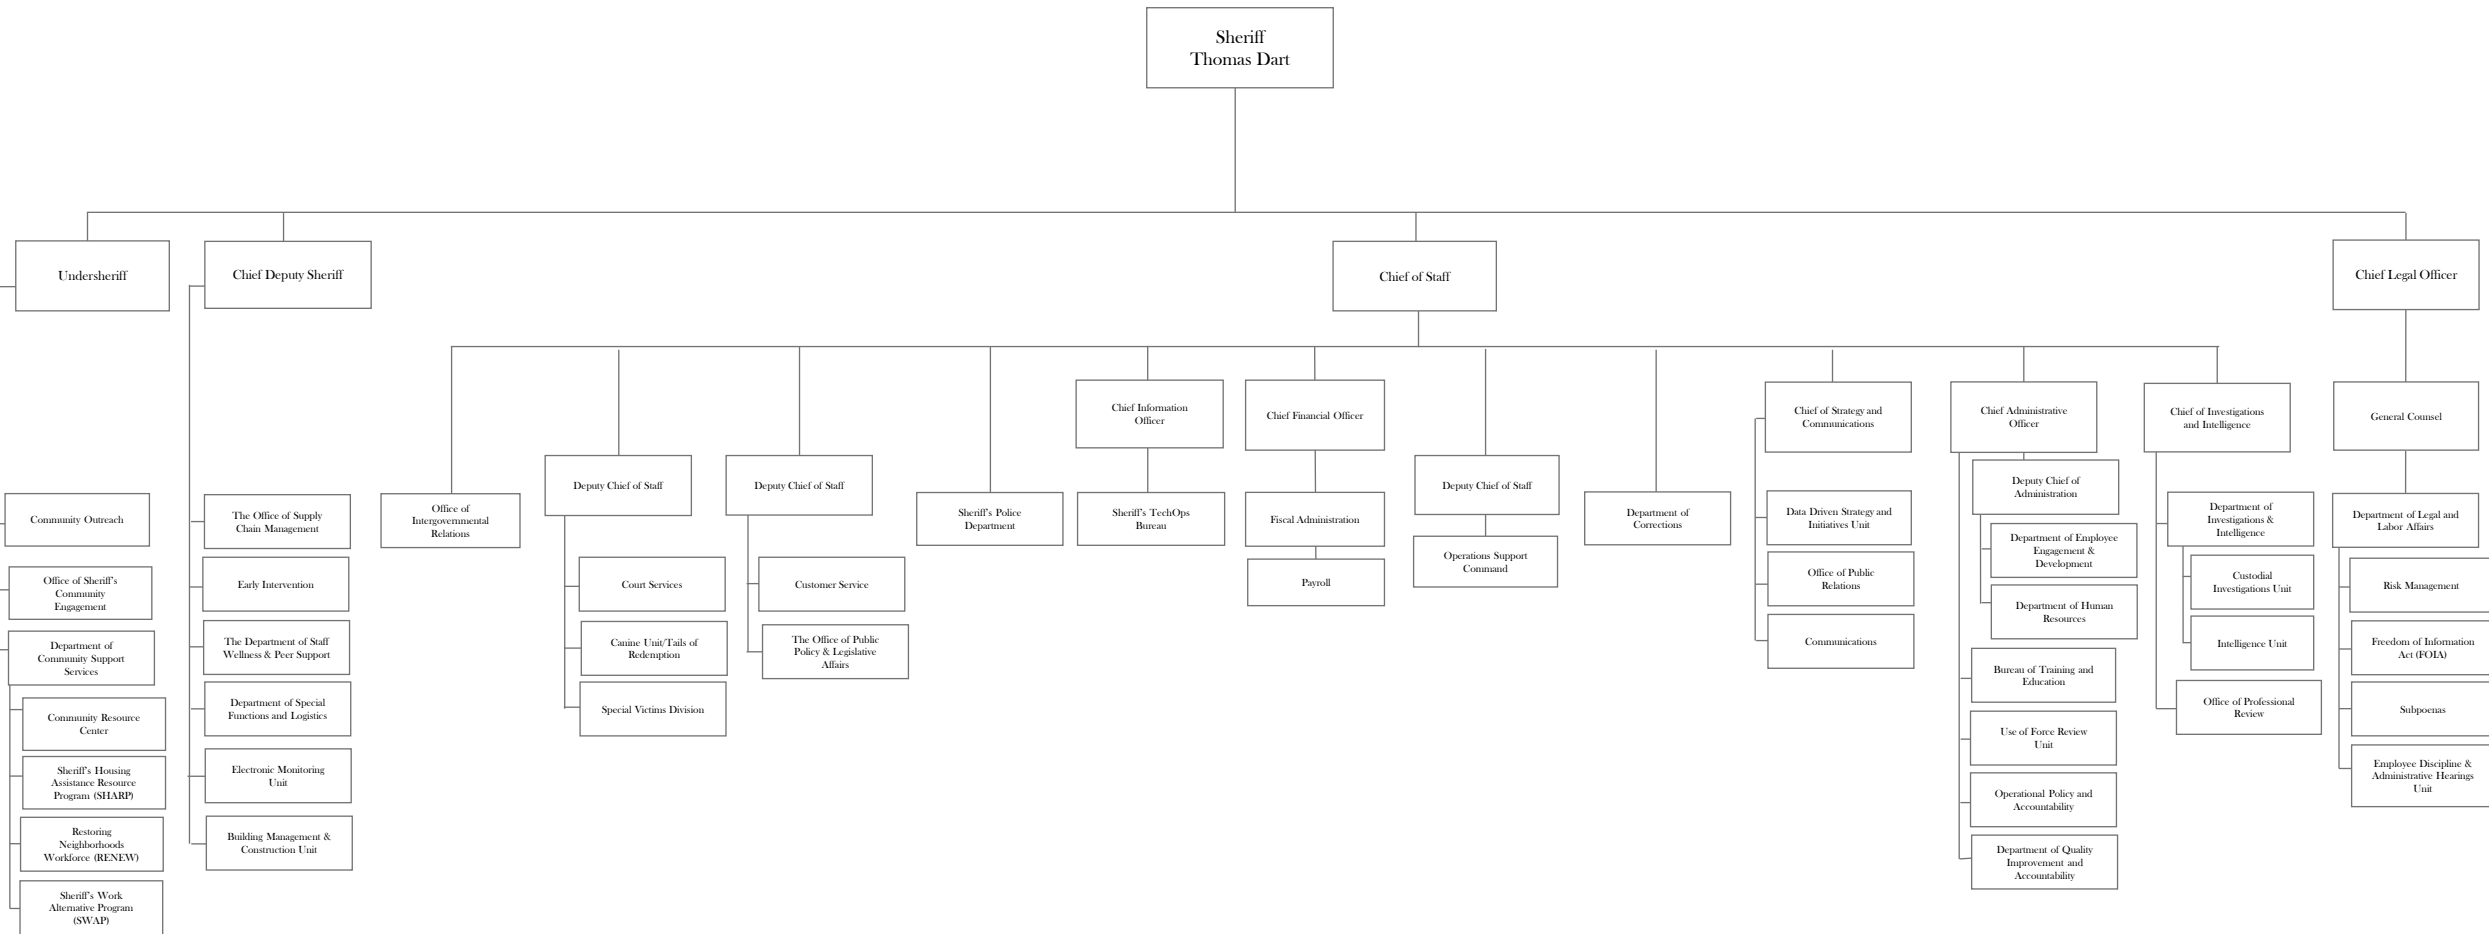 Sheriff
Thomas Dart
Undersheriff
Chief Deputy Sheriff
Chief of Staff
Chief Legal Officer
Community Outreach
Office of Sheriff's
Community
Engagement
Department of
Community Support
Services
Community Resource
Center
Sheriff's Housing
Assistance Resource
Program (SHARP)
Restoring
Neighborhoods
Workforce (RENEW)
Sheriff's Work
Alternative Program
(SWAP)
The Office of Supply
Chain Management
Early Intervention
The Department of Staff
Wellness & Peer Support
Department of Special
Functions and Logistics
Electronic Monitoring
Unit
Building Management &
Construction Unit
Office of
Intergovernmental
Relations
Deputy Chief of Staff
Court Services
Canine Unit/Tails of
Redemption
Special Victims Division
Deputy Chief of Staff
Customer Service
The Office of Public
Policy & Legislative
Affairs
Sheriff's Police
Department
Chief Information
Officer
Sheriff's TechOps
Bureau
Chief Financial Officer
Fiscal Administration
Payroll
Deputy Chief of Staff
Operations Support
Command
Department of
Corrections
Chief of Strategy and
Communications
Data Driven Strategy and
Initiatives Unit
Office of Public
Relations
Communications
Chief Administrative
Officer
Deputy Chief of
Administration
Department of Employee
Engagement &
Development
Department of Human
Resources
Bureau of Training and
Education
Use of Force Review
Unit
Operational Policy and
Accountability
Department of Quality
Improvement and
Accountability
Chief of Investigations
and Intelligence
Department of
Investigations &
Intelligence
Custodial
Investigations Unit
Intelligence Unit
Office of Professional
Review
General Counsel
Department of Legal and
Labor Affairs
Risk Management
Freedom of Information
Act (FOIA)
Subpoenas
Employee Discipline &
Administrative Hearings
Unit